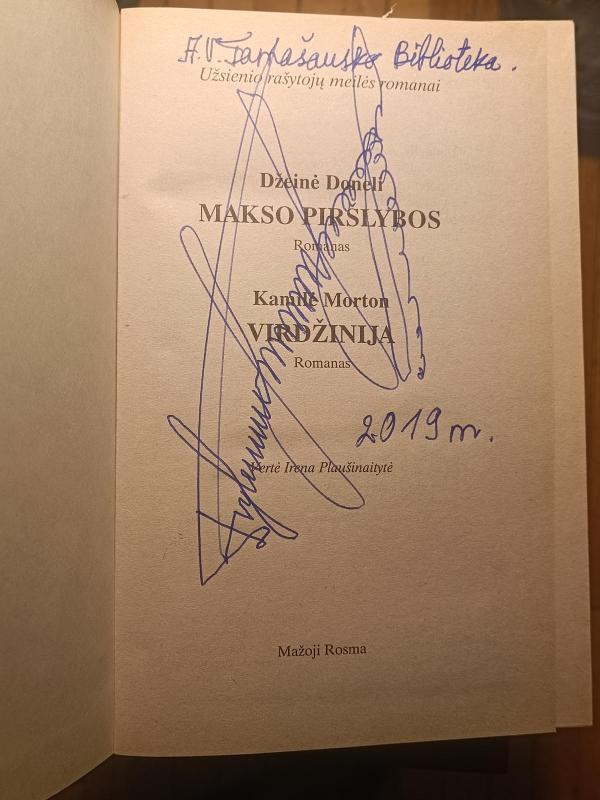 A.V. Tamašausko Biblioteka.
Užsienio rašytojų meilės romanai
Džeinė Doneli
MAKSO PIRŠLYBOS
Romanas
Kamilė Morton
VIRDŽINIJA
Romanas
2019 m.
Vertė Irena Plaušinaitytė
Mažoji Rosma